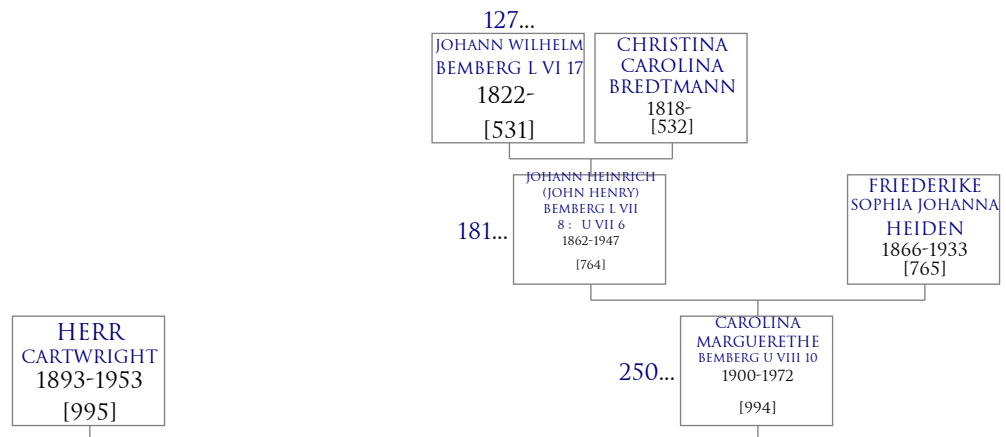 127...
JOHANN WILHELM
BEMBERG L VI 17
1822-
[531]
CHRISTINA
CAROLINA
BREDTMANN
1818-
[532]
181...
JOHANN HEINRICH
(JOHN HENRY)
BEMBERG L VII
8 : U VII 6
1862-1947
[764]
FRIEDERIKE
SOPHIA JOHANNA
HEIDEN
1866-1933
[765]
HERR
CARTWRIGHT
1893-1953
[995]
250...
CAROLINA
MARGUERETHE
BEMBERG U VIII 10
1900-1972
[994]